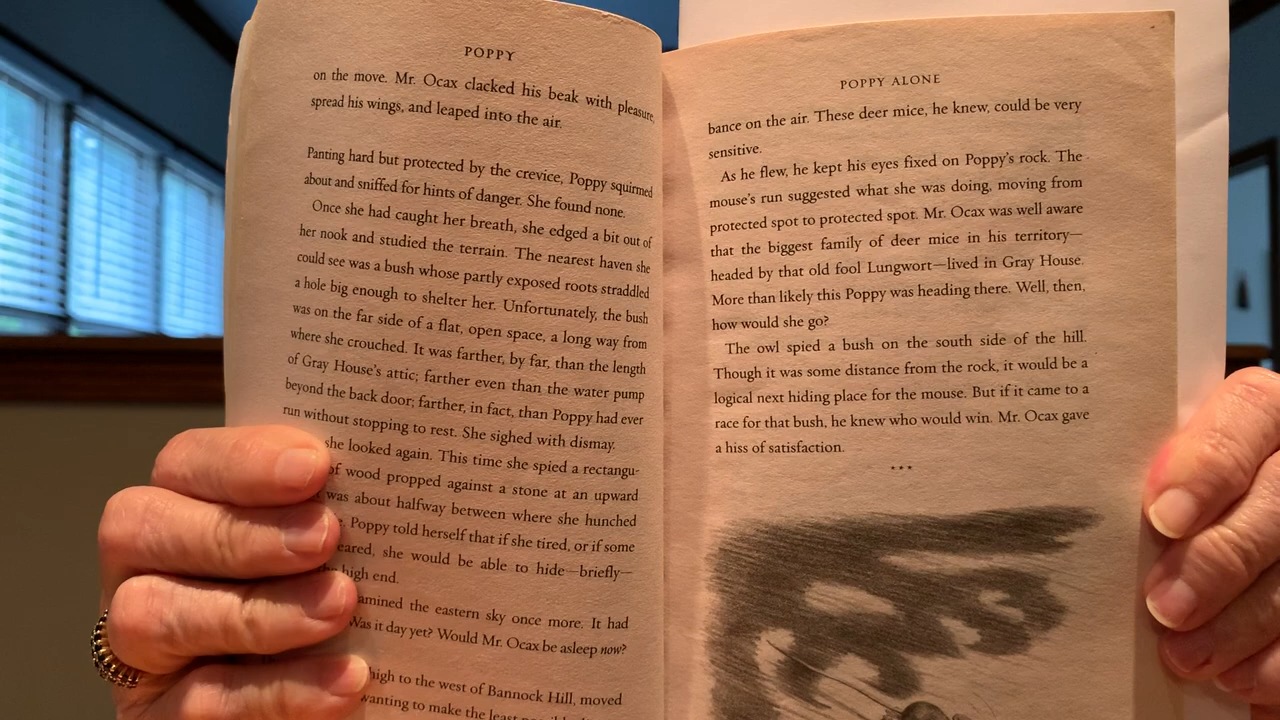 POPPY
on the move. Mr. Ocax clacked his beak with pleasure,
spread his wings, and leaped into the air.
Panting hard but protected by the crevice, Poppy squirmed
about and sniffed for hints of danger. She found none.
Once she had caught her breath, she edged a bit out of
her nook and studied the terrain. The nearest haven she
could see was a bush whose partly exposed roots straddled
a hole big enough to shelter her. Unfortunately, the bush
was on the far side of a flat, open space, a long way from
where she crouched. It was farther, by far, than the length
of Gray House's attic; farther even than the water pump
beyond the back door; farther, in fact, than Poppy had ever
run without stopping to rest. She sighed with dismay.
she looked again. This time she spied a rectangu-
of wood propped against a stone at an upward
was about halfway between where she hunched
Poppy told herself that if she tired, or if some
eared, she would be able to hide—briefly—
high end.
amined the eastern sky once more. It had
Was it day yet? Would Mr. Ocax be asleep now?
high to the west of Bannock Hill, moved
wanting to make the least
POPPY ALONE
bance on the air. These deer mice, he knew, could be very
sensitive.
As he flew, he kept his eyes fixed on Poppy's rock. The
mouse's run suggested what she was doing, moving from
protected spot to protected spot. Mr. Ocax was well aware
that the biggest family of deer mice in his territory—
headed by that old fool Lungwort—lived in Gray House.
More than likely this Poppy was heading there. Well, then,
how would she go?
The owl spied a bush on the south side of the hill.
Though it was some distance from the rock, it would be a
logical next hiding place for the mouse. But if it came to a
race for that bush, he knew who would win. Mr. Ocax gave
a hiss of satisfaction.
•••